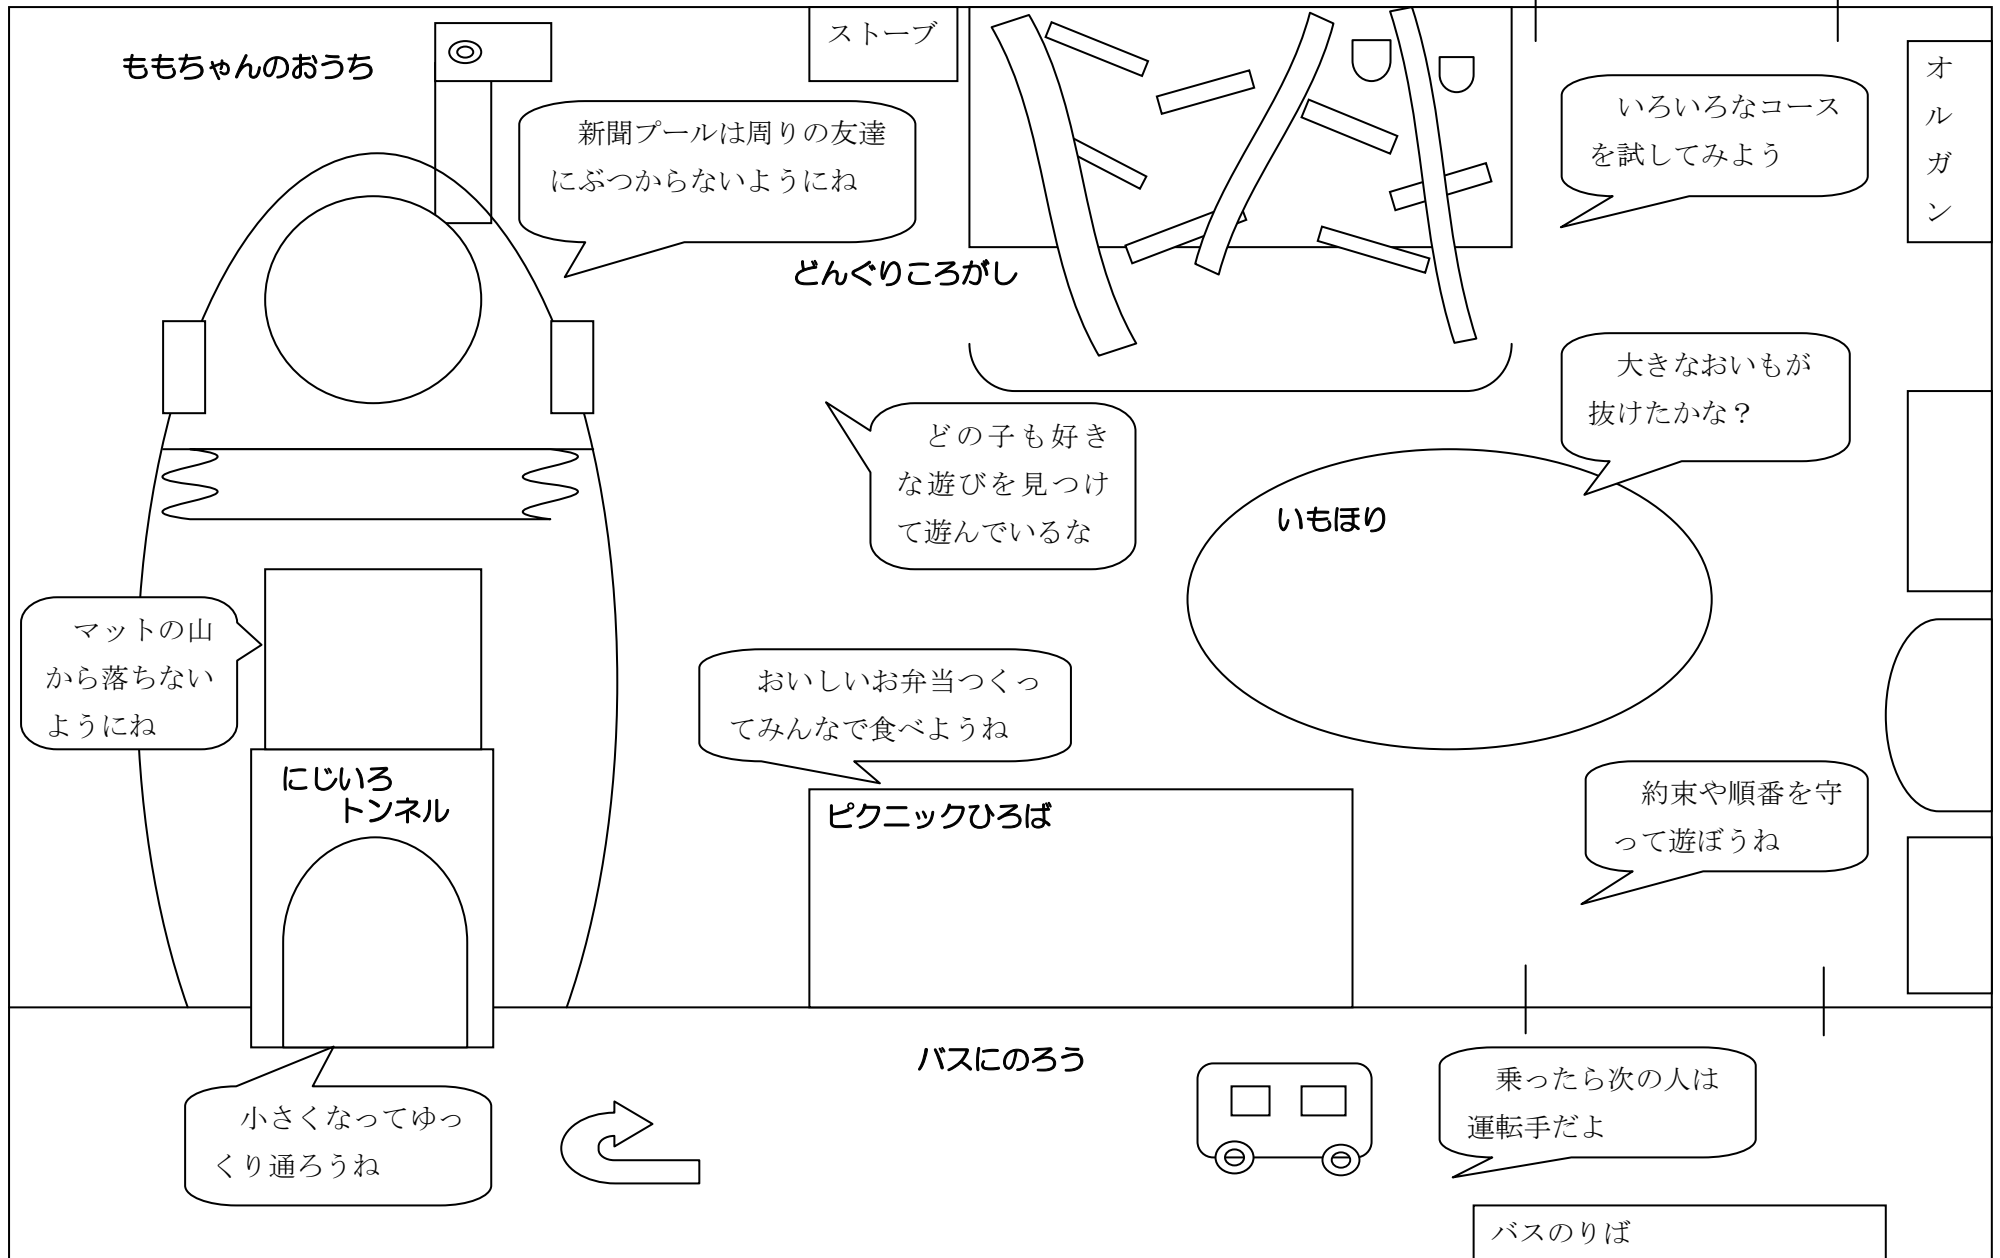 ももちゃんのおうち
ストーブ
新聞プールは周りの友達
にぶつからないようにね
どんぐりころがし
いろいろなコース
を試してみよう
オ
ル
ガ
ン
どの子も好き
な遊びを見つけ
て遊んでいるな
大きなおいもが
抜けたかな？
いもほり
マットの山
から落ちない
ようにね
おいしいお弁当つくっ
てみんなで食べようね
にじいろ
トンネル
ピクニックひろば
約束や順番を守
って遊ぼうね
バスにのろう
小さくなってゆっ
くり通ろうね
乗ったら次の人は
運転手だよ
バスのりば